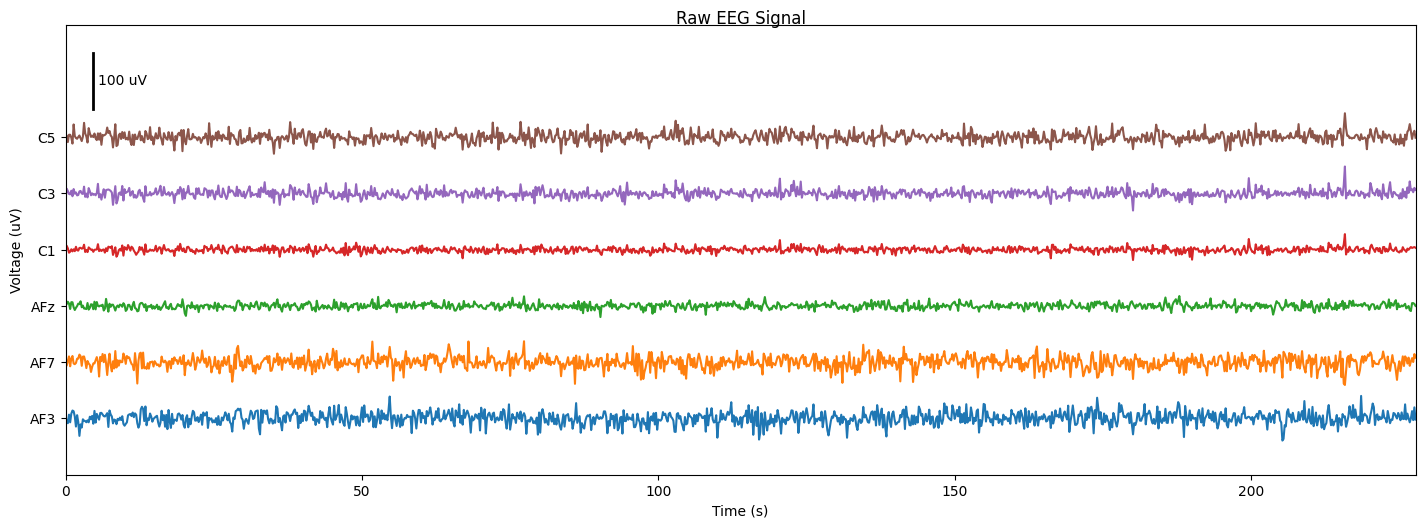 Raw EEG Signal
100 uV
C5
C3
C1
AFz
AF7
AF3
Voltage (uV)
0 50 100 150 200
Time (s)